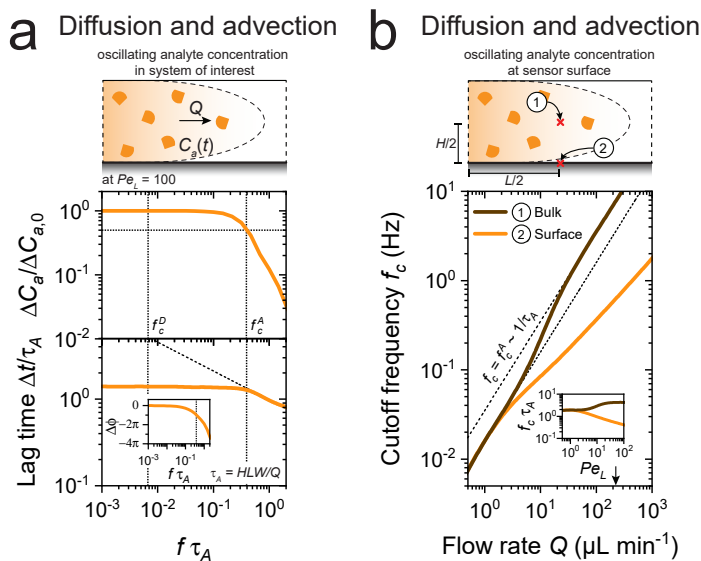 a Diffusion and advection
oscillating analyte concentration
in system of interest
Q
C_a(t)
at Pe_L = 100
ΔC_a/ΔC_a,0
10^0
10^-1
10^-2
f_c^D
f_c^A
Lag time Δt/τ_A
10^1
10^0
10^-1
Δφ
0
−2π
−4π
10^-3
10^-1
f τ_A
τ_A = HLW/Q
10^-3
10^-2
10^-1
10^0
f τ_A
b Diffusion and advection
oscillating analyte concentration
at sensor surface
1
2
H/2
L/2
Cutoff frequency f_c (Hz)
10^1
10^0
10^-1
10^-2
1 Bulk
2 Surface
f_c = f_c^A ~ 1/τ_A
f_c τ_A
10^1
10^0
10^-1
10^0
10^1
10^2
Pe_L
10^0
10^1
10^2
10^3
Flow rate Q (μL min^-1)